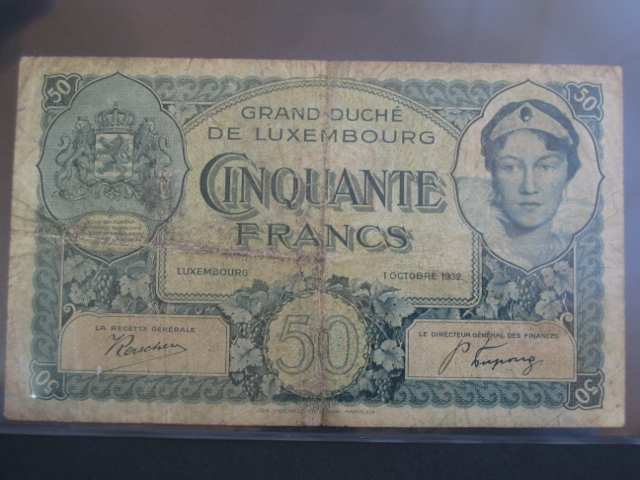 50
50
GRAND-DUCHÉ
DE LUXEMBOURG
CINQUANTE
FRANCS
LUXEMBOURG 1 OCTOBRE 1932
LA RECETTE GÉNÉRALE
LE DIRECTEUR GÉNÉRAL DES FINANCES
50
50
50